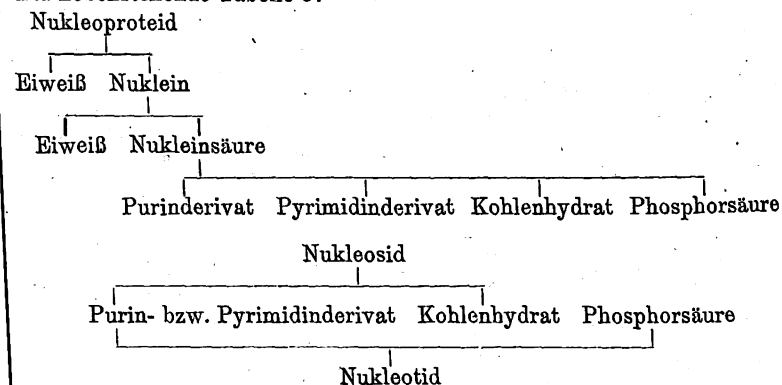 Nukleoproteid
Eiweiß Nuklein
Eiweiß Nukleinsäure
Purinderivat Pyrimidinderivat Kohlenhydrat Phosphorsäure
Nukleosid
Purin- bzw. Pyrimidinderivat Kohlenhydrat Phosphorsäure
Nukleotid